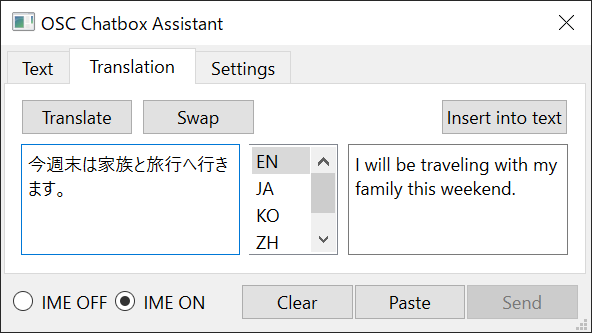 OSC Chatbox Assistant
Text Translation Settings
Translate Swap Insert into text
今週末は家族と旅行へ行き
ます。
EN
JA
KO
ZH
I will be traveling with my
family this weekend.
IME OFF IME ON Clear Paste Send